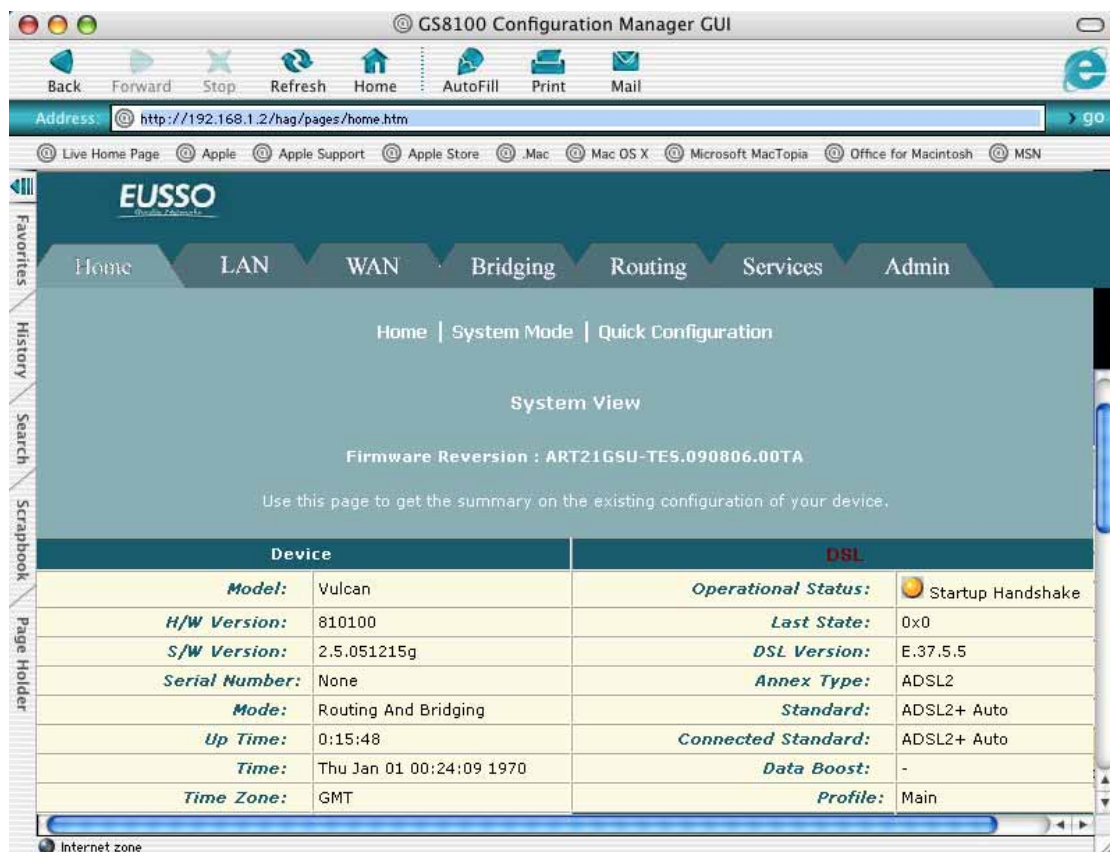 GS8100 Configuration Manager GUI
Back Forward Stop Refresh Home AutoFill Print Mail
Address: http://192.168.1.2/hag/pages/home.htm go
Live Home Page Apple Apple Support Apple Store .Mac Mac OS X Microsoft MacTopia Office for Macintosh MSN
Favorites
History
Search
Scrapbook
Page Holder
EUSSO
Home LAN WAN Bridging Routing Services Admin
Home | System Mode | Quick Configuration
System View
Firmware Reversion : ART21GSU-TES.090806.00TA
Use this page to get the summary on the existing configuration of your device.
Device DSL
Model: Vulcan Operational Status: Startup Handshake
H/W Version: 810100 Last State: 0x0
S/W Version: 2.5.051215g DSL Version: E.37.5.5
Serial Number: None Annex Type: ADSL2
Mode: Routing And Bridging Standard: ADSL2+ Auto
Up Time: 0:15:48 Connected Standard: ADSL2+ Auto
Time: Thu Jan 01 00:24:09 1970 Data Boost: -
Time Zone: GMT Profile: Main
Internet zone